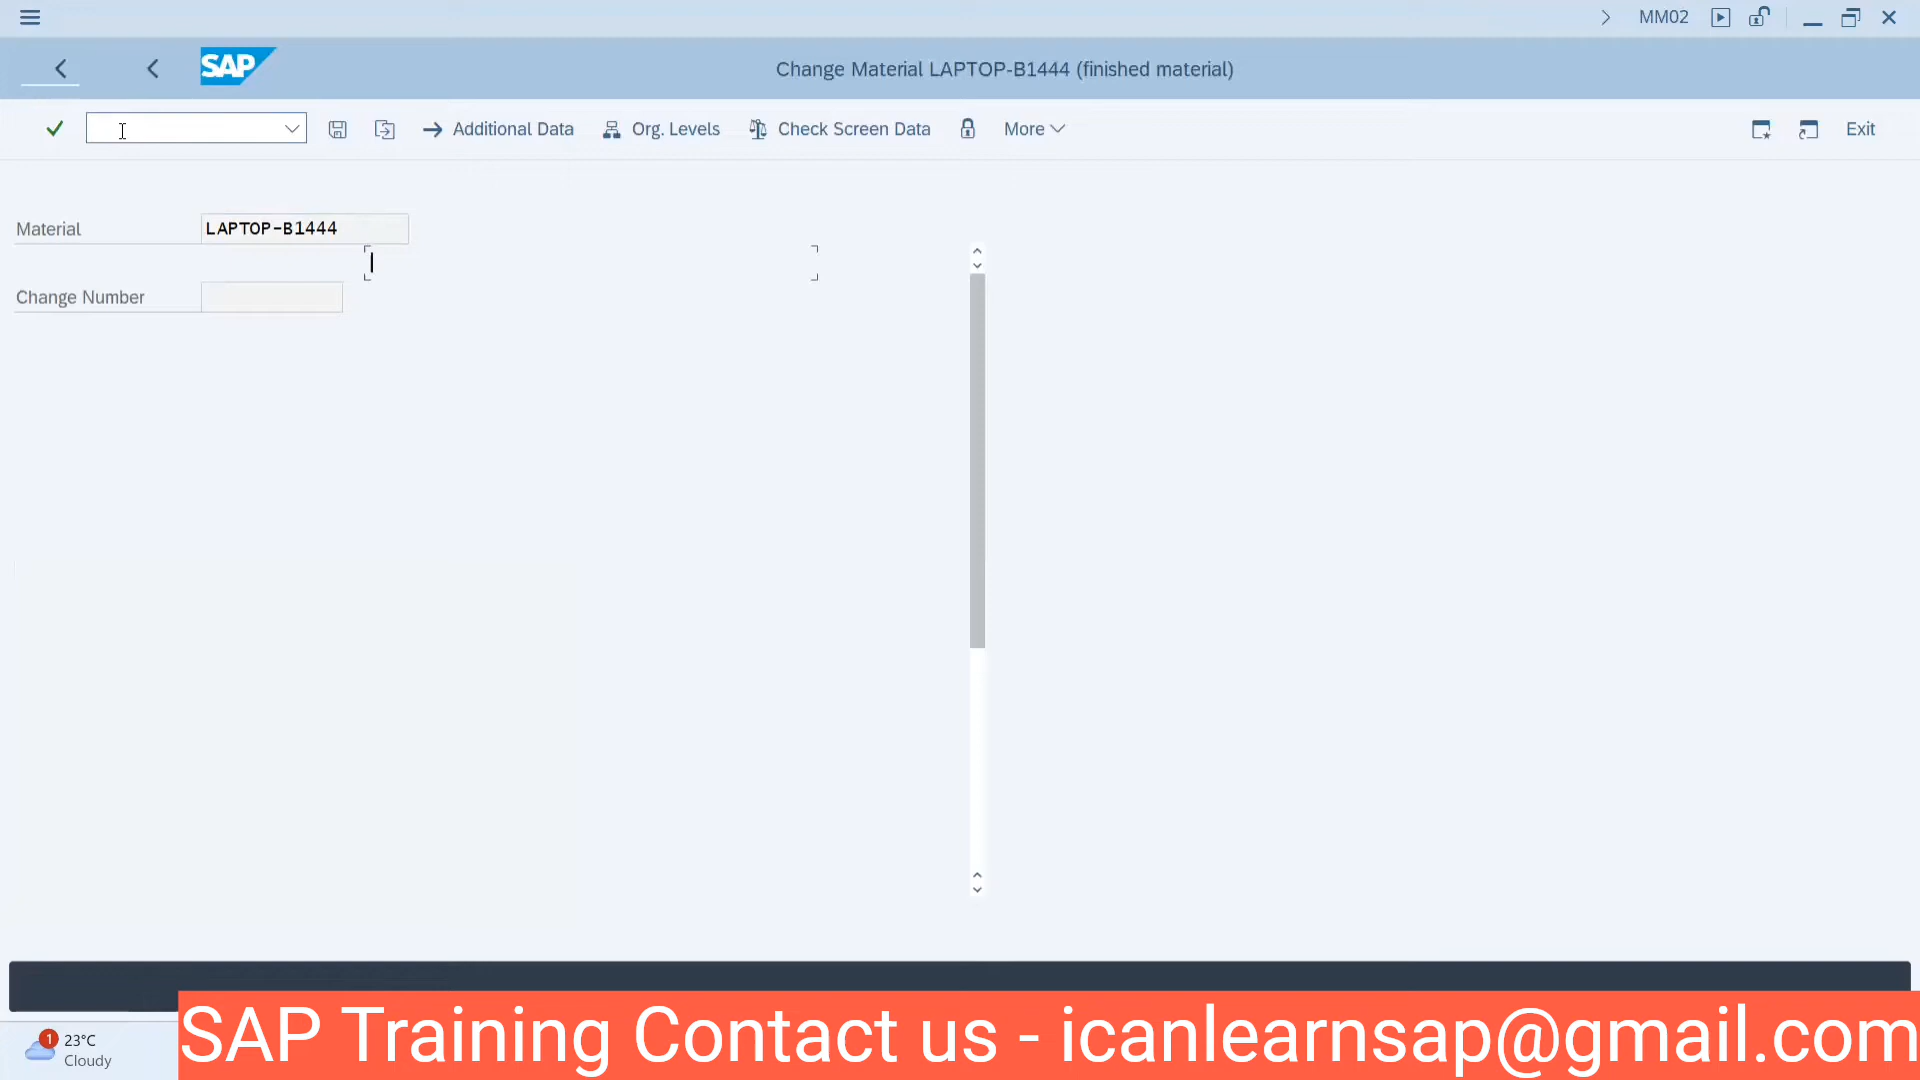 MM02
SAP
Change Material LAPTOP-B1444 (finished material)
Additional Data
Org. Levels
Check Screen Data
More
Exit
Material
LAPTOP-B1444
Change Number
1
23°C
Cloudy
SAP Training Contact us - icanlearnsap@gmail.com